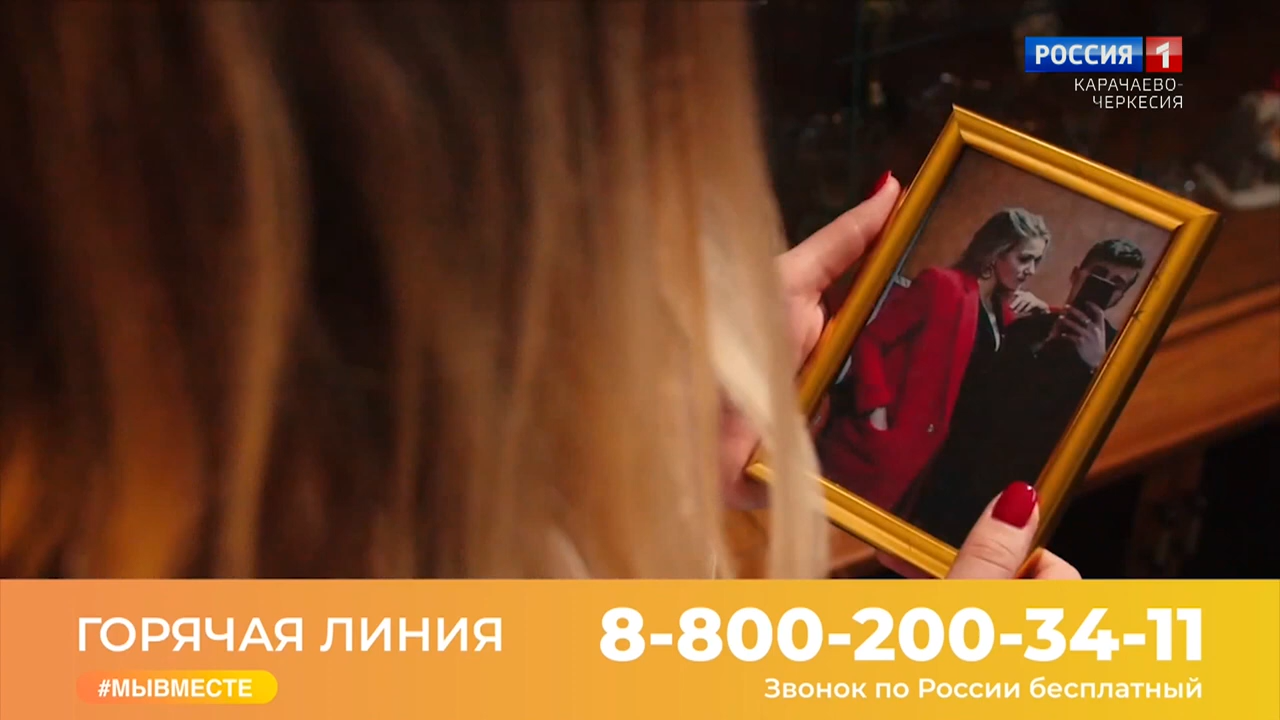 РОССИЯ 1
КАРАЧАЕВО-
ЧЕРКЕСИЯ
ГОРЯЧАЯ ЛИНИЯ
8-800-200-34-11
#МЫВМЕСТЕ
Звонок по России бесплатный